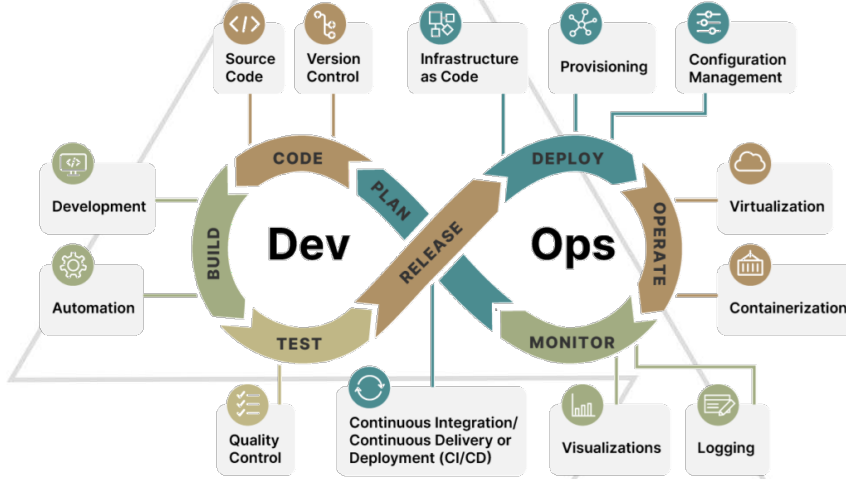 Source
Code
Version
Control
Infrastructure
as Code
Provisioning
Configuration
Management
CODE
PLAN
DEPLOY
Development
BUILD
Dev
RELEASE
Ops
OPERATE
Virtualization
Automation
Containerization
TEST
MONITOR
Quality
Control
Continuous Integration/
Continuous Delivery or
Deployment (CI/CD)
Visualizations
Logging